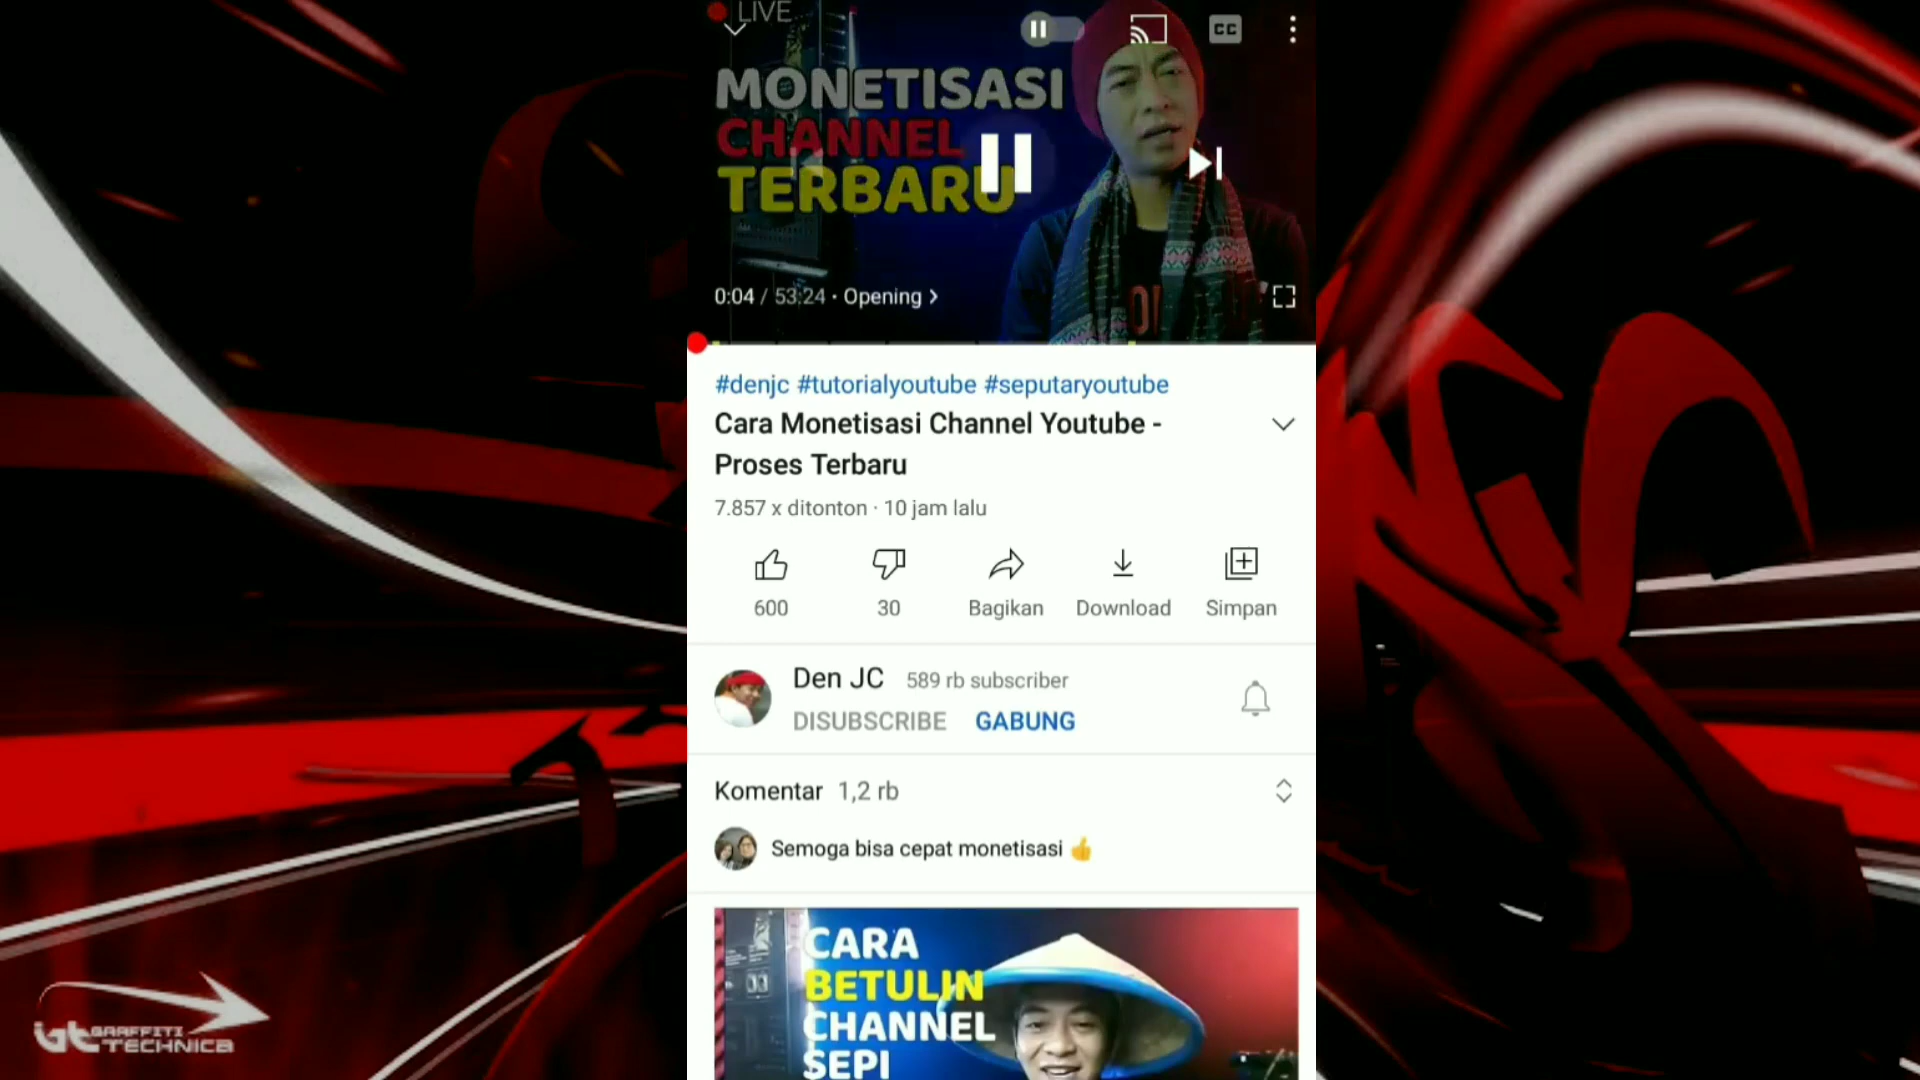 LIVE
CC
MONETISASI
CHANNEL
TERBARU
0:04 / 53:24 · Opening >
#denjc #tutorialyoutube #seputaryoutube
Cara Monetisasi Channel Youtube -
Proses Terbaru
7.857 x ditonton · 10 jam lalu
600 30 Bagikan Download Simpan
Den JC 589 rb subscriber
DISUBSCRIBE GABUNG
Komentar 1,2 rb
Semoga bisa cepat monetisasi 👍
CARA
BETULIN
CHANNEL
SEPI
GRAFFITI
TECHNICA